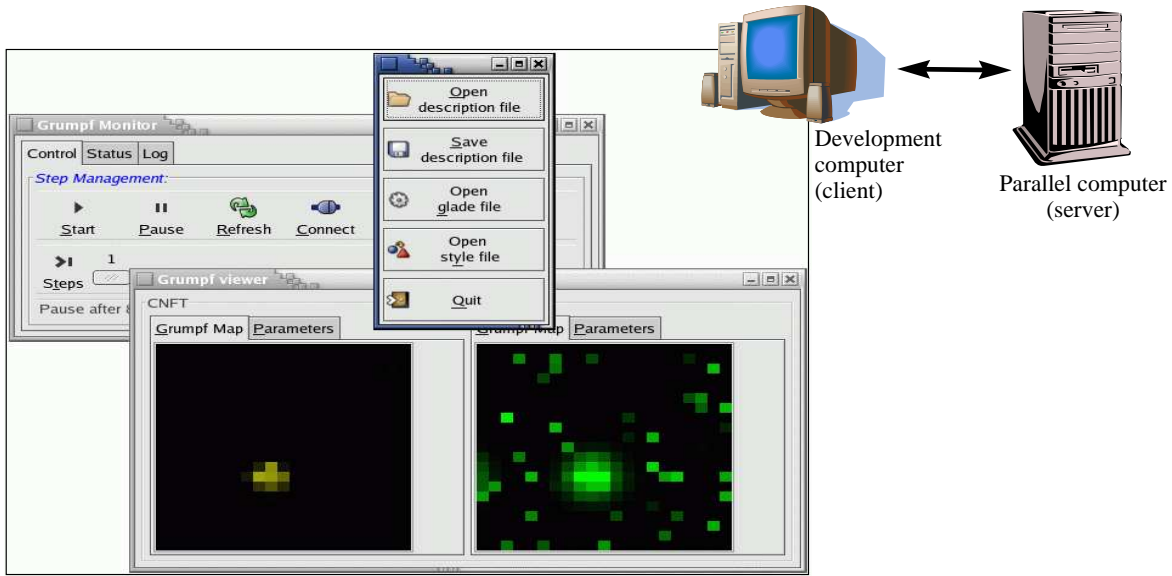 Open
description file
Save
description file
Open
glade file
Open
style file
Quit
Grumpf Monitor
Control Status Log
Step Management:
Start Pause Refresh Connect
1
Steps
Pause after
Grumpf viewer
CNFT
Grumpf Map Parameters
Grumpf Map Parameters
Development
computer
(client)
Parallel computer
(server)